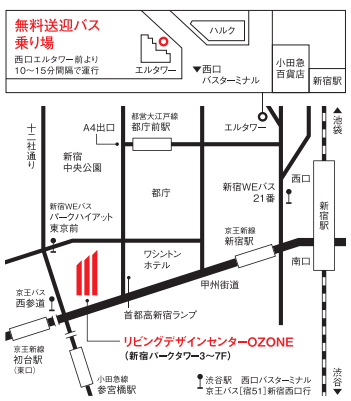 無料送迎バス
乗り場
西口エルタワー前より
10〜15分間隔で運行
ハルク
エルタワー
▼西口
バスターミナル
小田急
百貨店
新宿駅
十二社通り
A4出口
都営大江戸線
都庁前駅
エルタワー
▲池袋
新宿
中央公園
都庁
新宿WEバス
21番
西口
新宿駅
新宿WEバス
パークハイアット
東京前
ワシントン
ホテル
京王新線
新宿駅
南口
甲州街道
京王バス
西参道
首都高新宿ランプ
リビングデザインセンターOZONE
(新宿パークタワー3〜7F)
京王新線
初台駅
(東口)
小田急線
参宮橋駅
渋谷駅 西口バスターミナル
京王バス[宿51]新宿西口行
渋谷▼